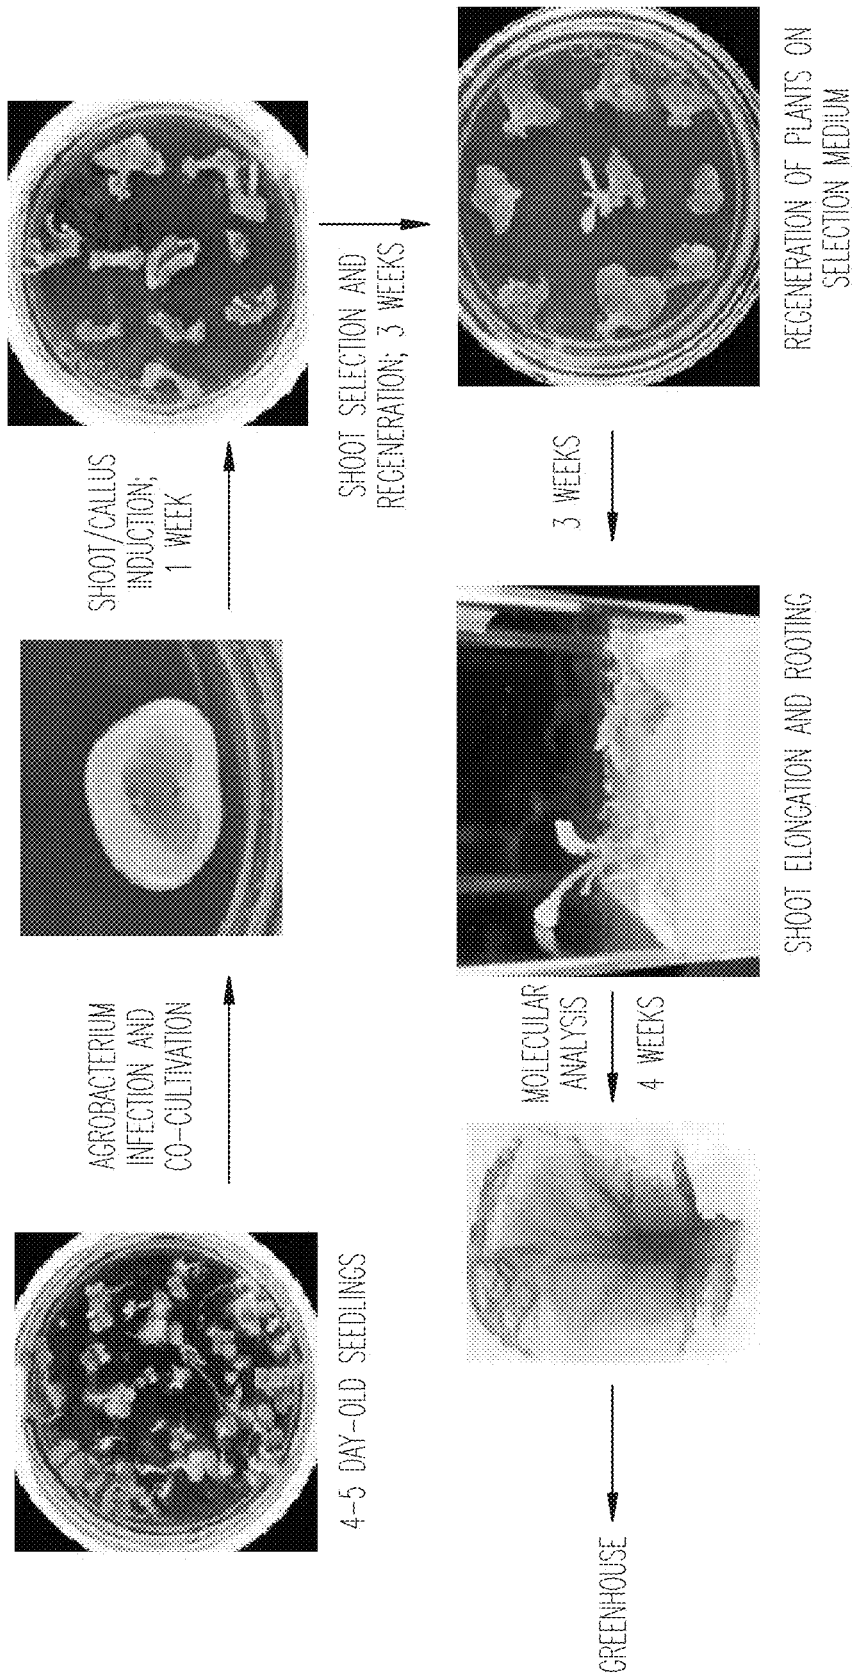 4-5 DAY-OLD SEEDLINGS
AGROBACTERIUM
INFECTION AND
CO-CULTIVATION
SHOOT/CALLUS
INDUCTION;
1 WEEK
SHOOT SELECTION AND
REGENERATION; 3 WEEKS
REGENERATION OF PLANTS ON
SELECTION MEDIUM
3 WEEKS
SHOOT ELONGATION AND ROOTING
MOLECULAR
ANALYSIS
4 WEEKS
GREENHOUSE